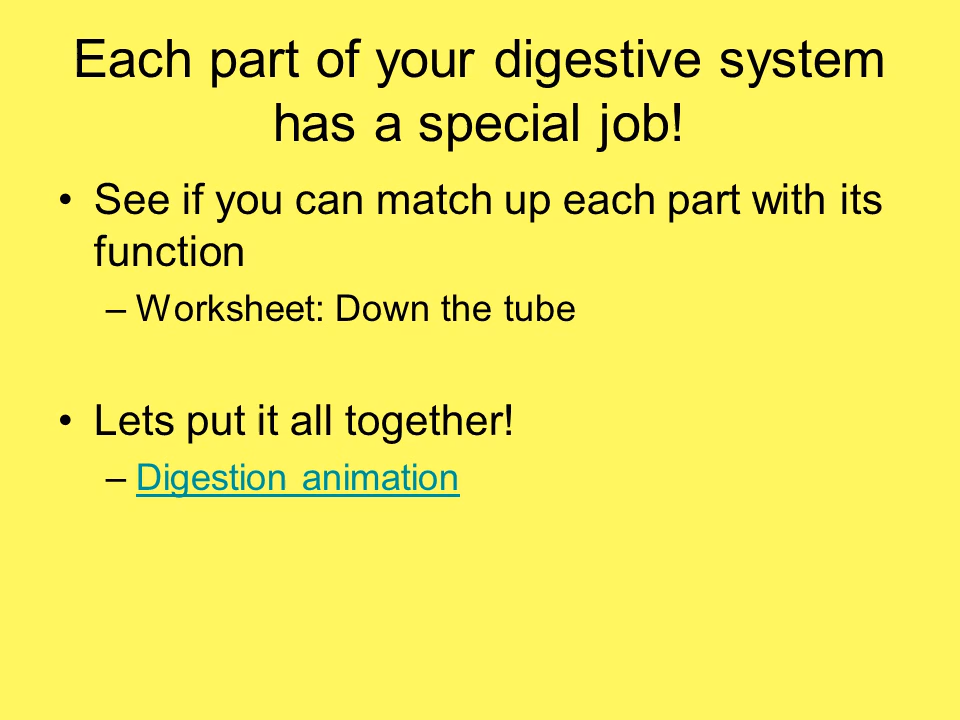 Each part of your digestive system
has a special job!
• See if you can match up each part with its
function
– Worksheet: Down the tube
• Lets put it all together!
– Digestion animation